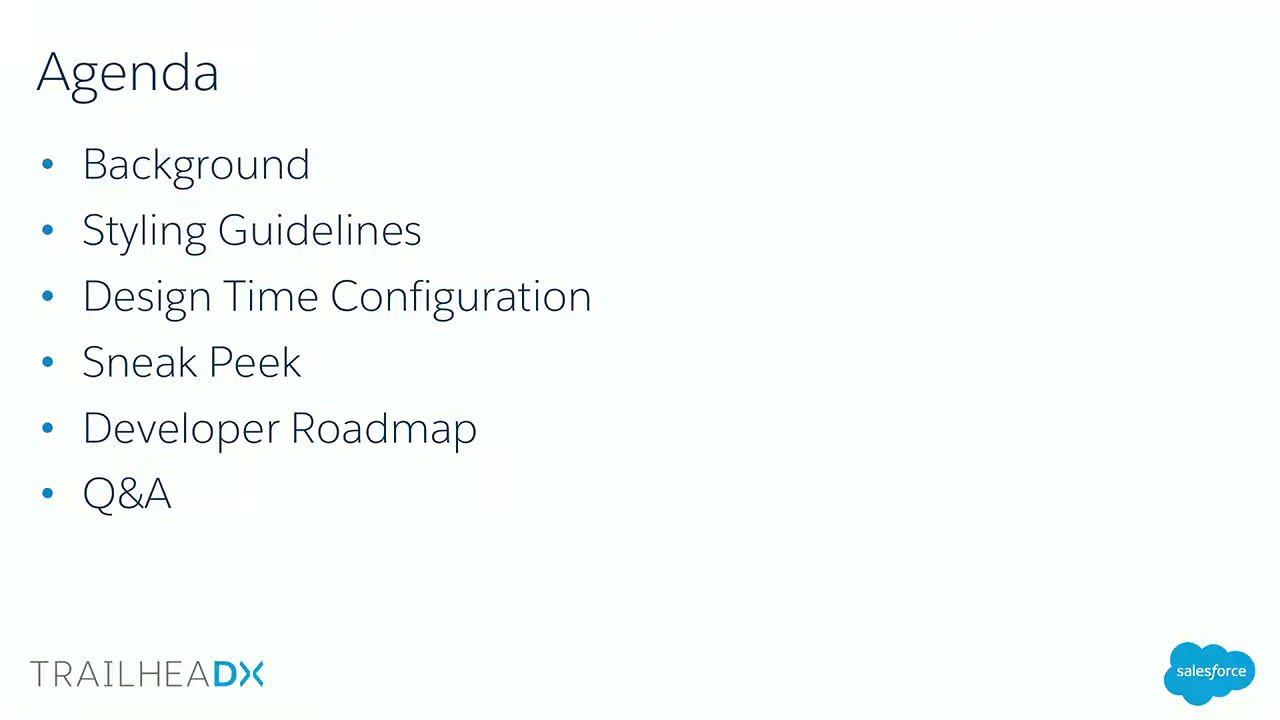 Agenda
• Background
• Styling Guidelines
• Design Time Configuration
• Sneak Peek
• Developer Roadmap
• Q&A
TRAILHEADX
salesforce